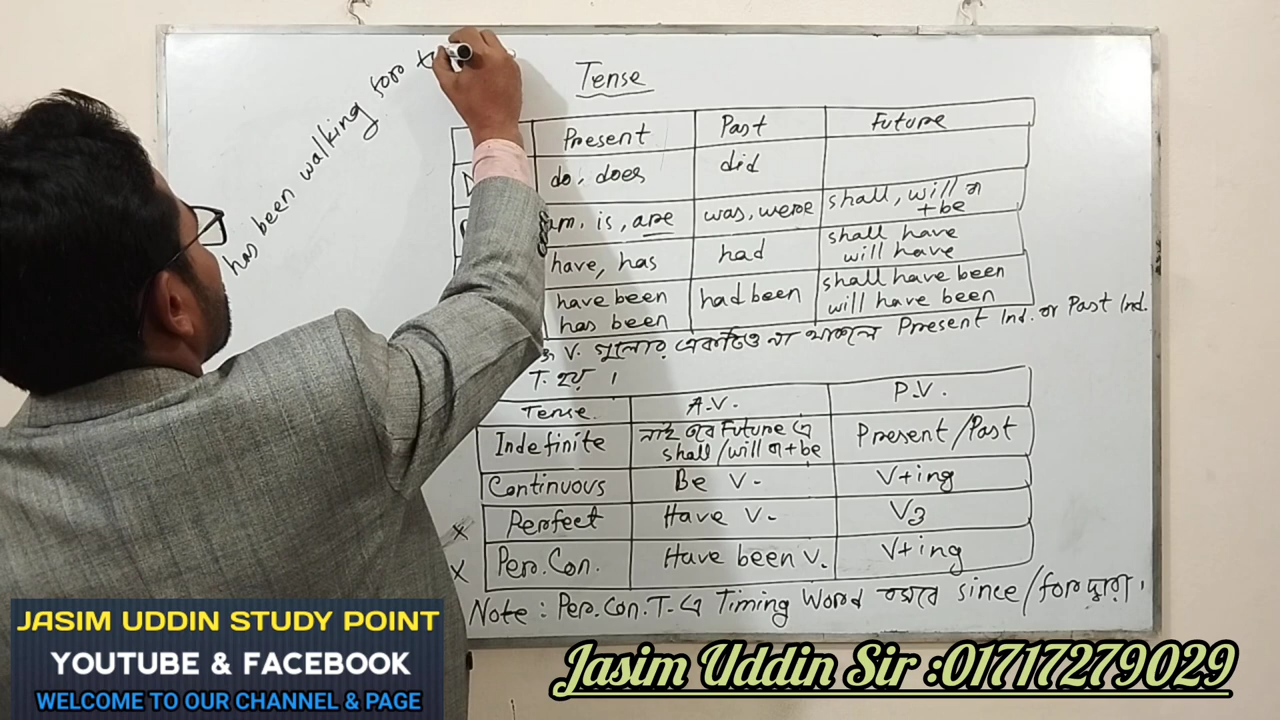 has been walking for
Tense
Present Past Future
do, does did
am, is, are was, were shall, will
+be
have, has had shall have
will have
have been had been shall have been
has been will have been
V. গুলোর একটিও না থাকলে Present Ind. or Past Ind.
T. হয় ।
Tense A.V. P.V.
Indefinite নাই তবে Future এ Present/Past
shall/will +be
Continuous Be V. V+ing
Perfect Have V. V3
Per. Con. Have been V. V+ing
Note: Per. Con. T-এ Timing Word বসবে since/for দ্বারা ।
JASIM UDDIN STUDY POINT
YOUTUBE & FACEBOOK
WELCOME TO OUR CHANNEL & PAGE
Jasim Uddin Sir :01717279029